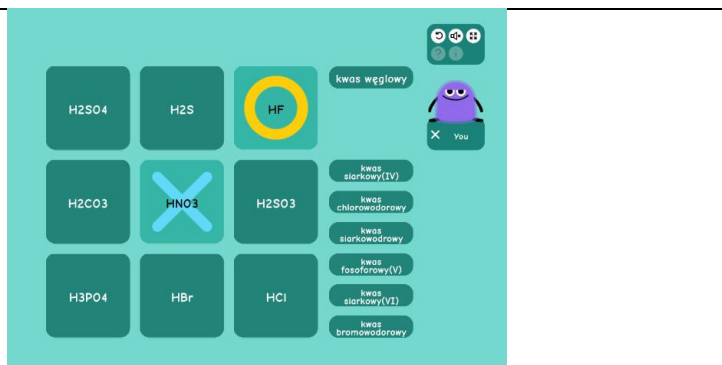 H2SO4
H2S
HF
H2CO3
HNO3
H2SO3
H3PO4
HBr
HCl
kwas węglowy
kwas
siarkowy(IV)
kwas
chlorowodorowy
kwas
siarkowodrowy
kwas
fosoforowy(V)
kwas
siarkowy(VI)
kwas
bromowodorowy
You